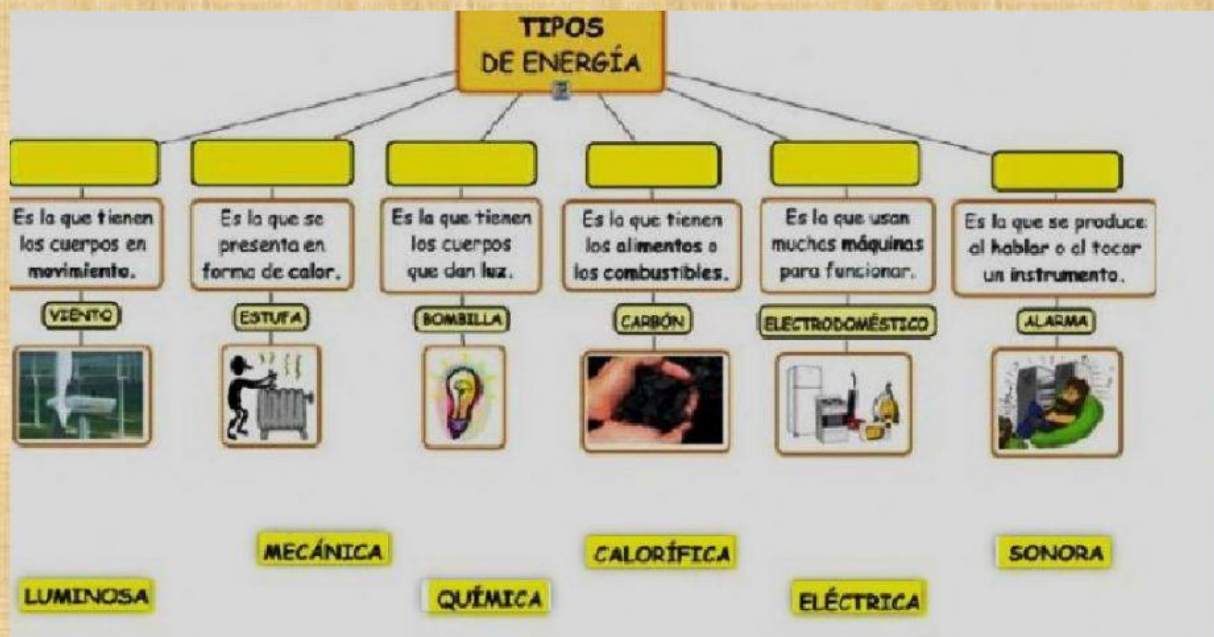 TIPOS
DE ENERGÍA
Es la que tienen
los cuerpos en
movimiento.
VIENTO
Es la que se
presenta en
forma de calor.
ESTUFA
Es la que tienen
los cuerpos
que dan luz.
BOMBILLA
Es la que tienen
los alimentos o
los combustibles.
CARBÓN
Es la que usan
muchas máquinas
para funcionar.
ELECTRODOMÉSTICO
Es la que se produce
al hablar o al tocar
un instrumento.
ALARMA
MECÁNICA
CALORÍFICA
SONORA
LUMINOSA
QUÍMICA
ELÉCTRICA